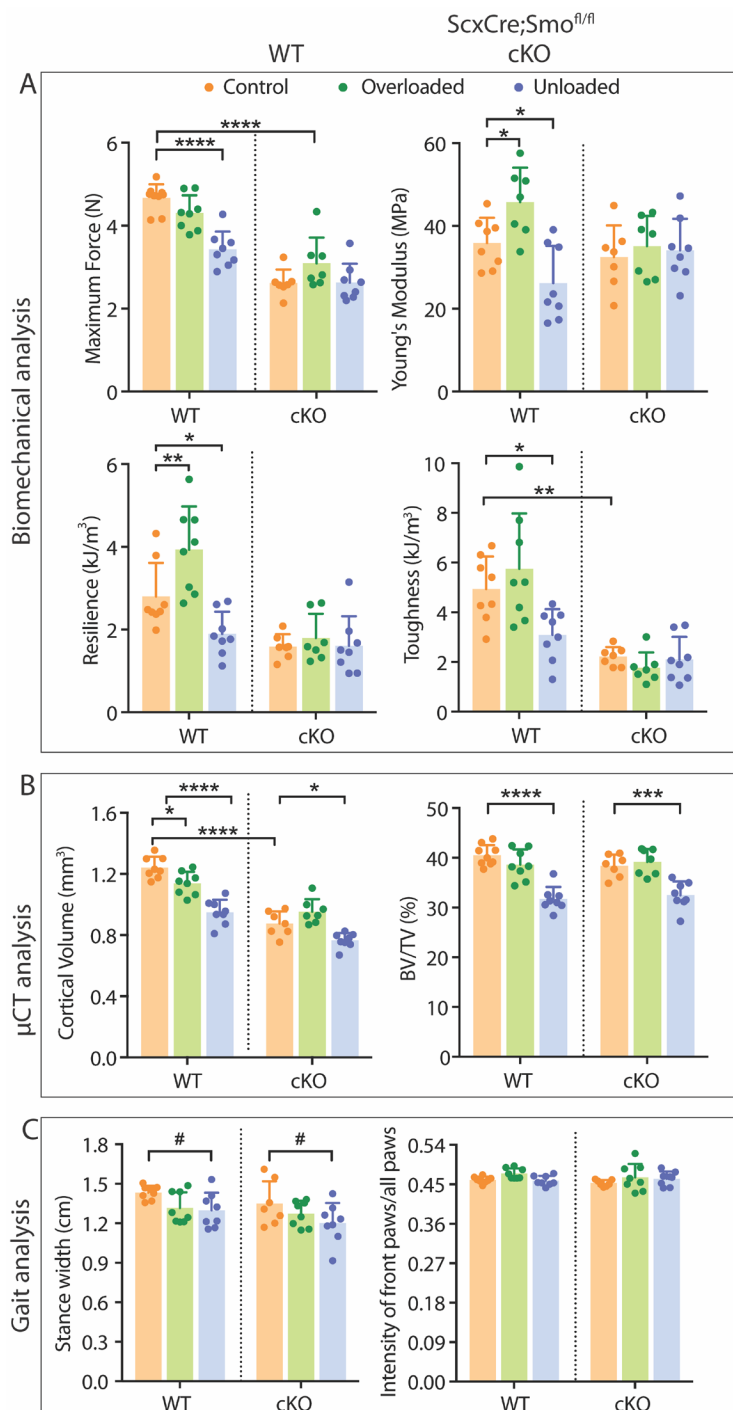 WT
ScxCre;Smofl/fl
cKO
A
Control
Overloaded
Unloaded
Biomechanical analysis
Maximum Force (N)
6
4
2
0
****
****
WT
cKO
Young's Modulus (MPa)
60
40
20
0
*
*
WT
cKO
Resilience (kJ/m3)
6
4
2
0
*
**
WT
cKO
Toughness (kJ/m3)
10
8
6
4
2
0
*
**
WT
cKO
B
µCT analysis
Cortical Volume (mm3)
1.6
1.2
0.8
0.4
0.0
****
*
*
****
WT
cKO
BV/TV (%)
50
40
30
20
10
0
****
***
WT
cKO
C
Gait analysis
Stance width (cm)
1.8
1.5
1.2
0.9
0.6
0.3
0.0
#
#
WT
cKO
Intensity of front paws/all paws
0.54
0.45
0.36
0.27
0.18
0.09
0.00
WT
cKO